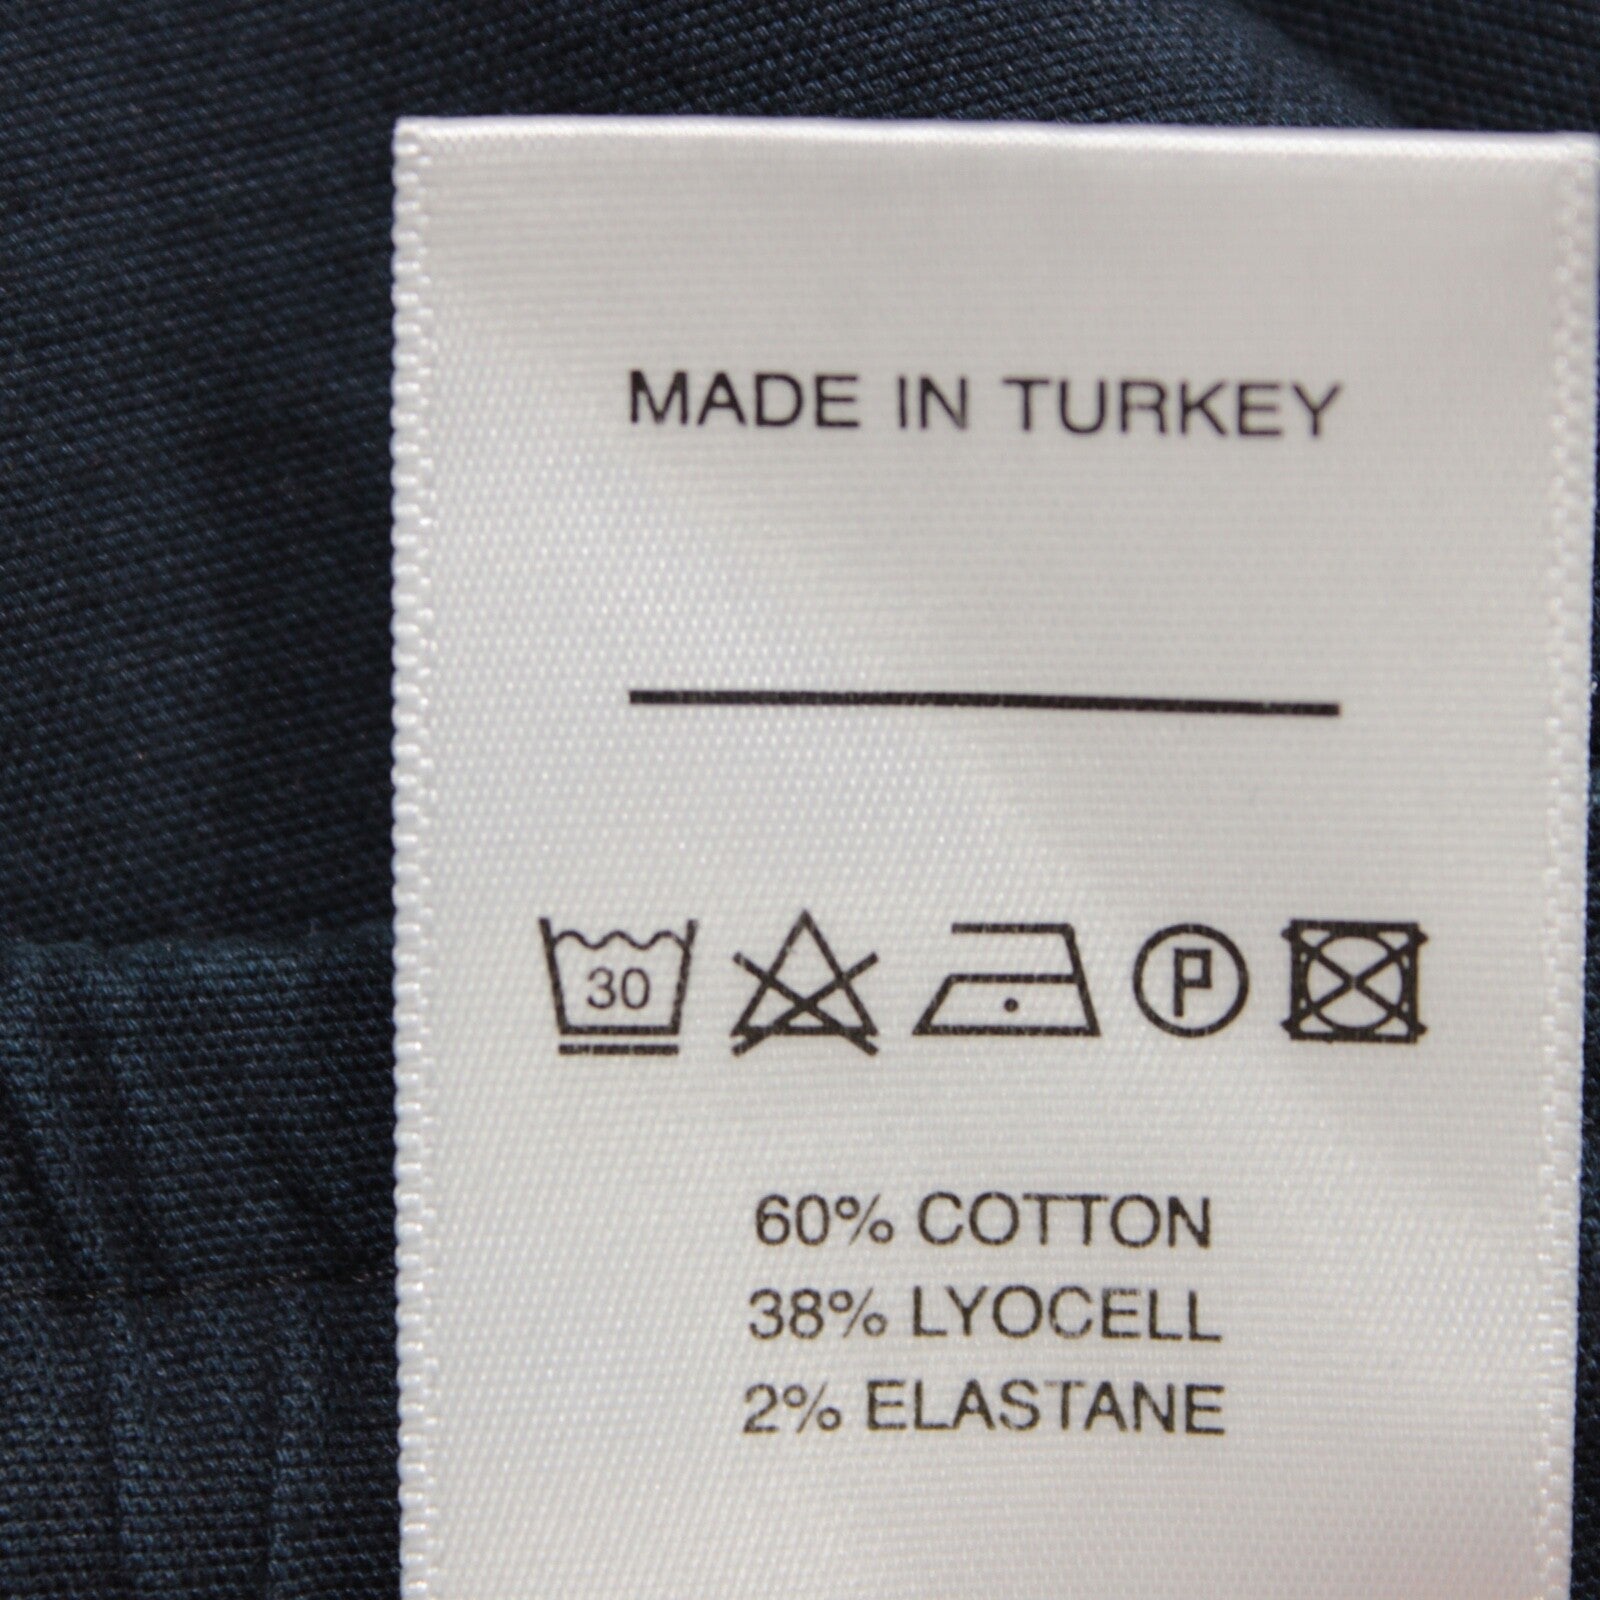 MADE IN TURKEY
30 P
60% COTTON
38% LYOCELL
2% ELASTANE